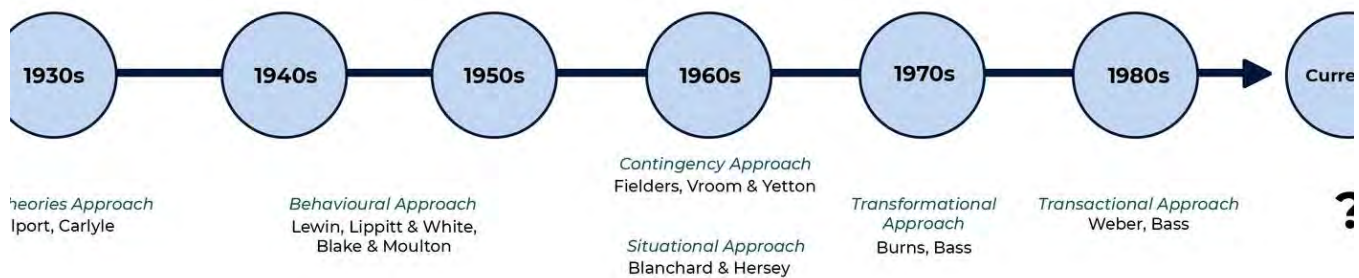 1930s
1940s
1950s
1960s
1970s
1980s
Curre
heories Approach
lport, Carlyle
Behavioural Approach
Lewin, Lippitt & White,
Blake & Moulton
Contingency Approach
Fielders, Vroom & Yetton
Situational Approach
Blanchard & Hersey
Transformational
Approach
Burns, Bass
Transactional Approach
Weber, Bass
?